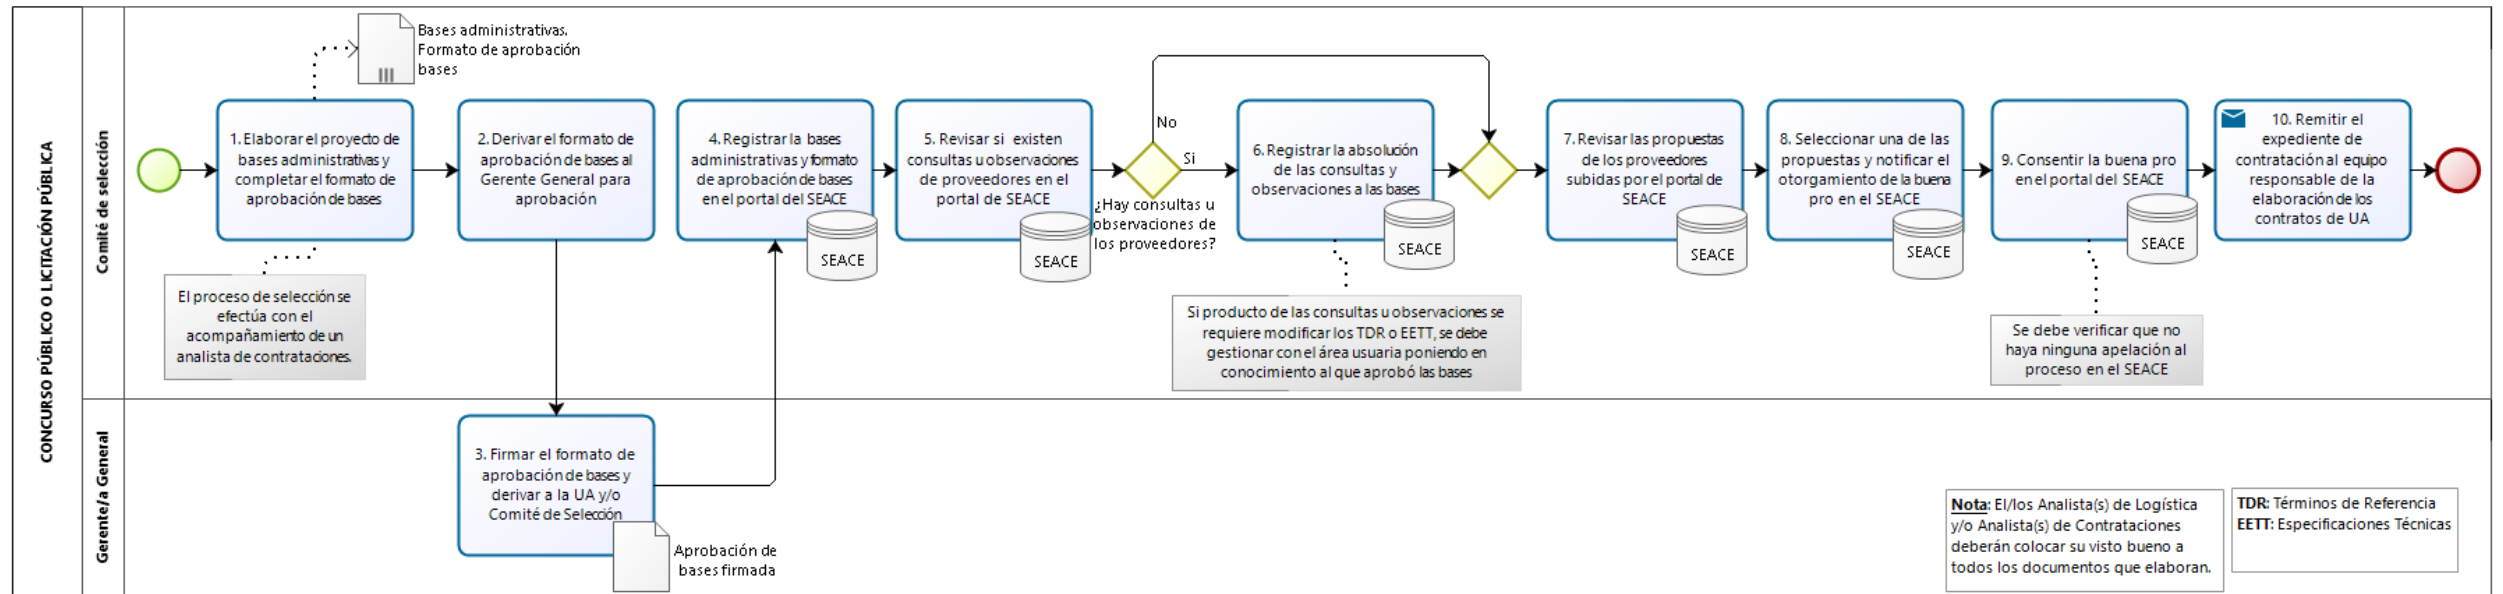 CONCURSO PÚBLICO O LICITACIÓN PÚBLICA
Comité de selección
Bases administrativas.
Formato de aprobación
bases
1. Elaborar el proyecto de
bases administrativas y
completar el formato de
aprobación de bases
El proceso de selección se
efectúa con el
acompañamiento de un
analista de contrataciones.
2. Derivar el formato de
aprobación de bases al
Gerente General para
aprobación
4. Registrar la bases
administrativas y formato
de aprobación de bases
en el portal del SEACE
SEACE
5. Revisar si existen
consultas u observaciones
de proveedores en el
portal de SEACE
SEACE
No
Si
¿Hay consultas u
observaciones de
los proveedores?
6. Registrar la absolución
de las consultas y
observaciones a las bases
SEACE
Si producto de las consultas u observaciones se
requiere modificar los TDR o EETT, se debe
gestionar con el área usuaria poniendo en
conocimiento al que aprobó las bases
7. Revisar las propuestas
de los proveedores
subidas por el portal de
SEACE
SEACE
8. Seleccionar una de las
propuestas y notificar el
otorgamiento de la buena
pro en el SEACE
SEACE
9. Consentir la buena pro
en el portal del SEACE
SEACE
Se debe verificar que no
haya ninguna apelación al
proceso en el SEACE
10. Remitir el
expediente de
contratación al equipo
responsable de la
elaboración de los
contratos de UA
Gerente/a General
3. Firmar el formato de
aprobación de bases y
derivar a la UA y/o
Comité de Selección
Aprobación de
bases firmada
Nota: El/los Analista(s) de Logística
y/o Analista(s) de Contrataciones
deberán colocar su visto bueno a
todos los documentos que elaboran.
TDR: Términos de Referencia
EETT: Especificaciones Técnicas